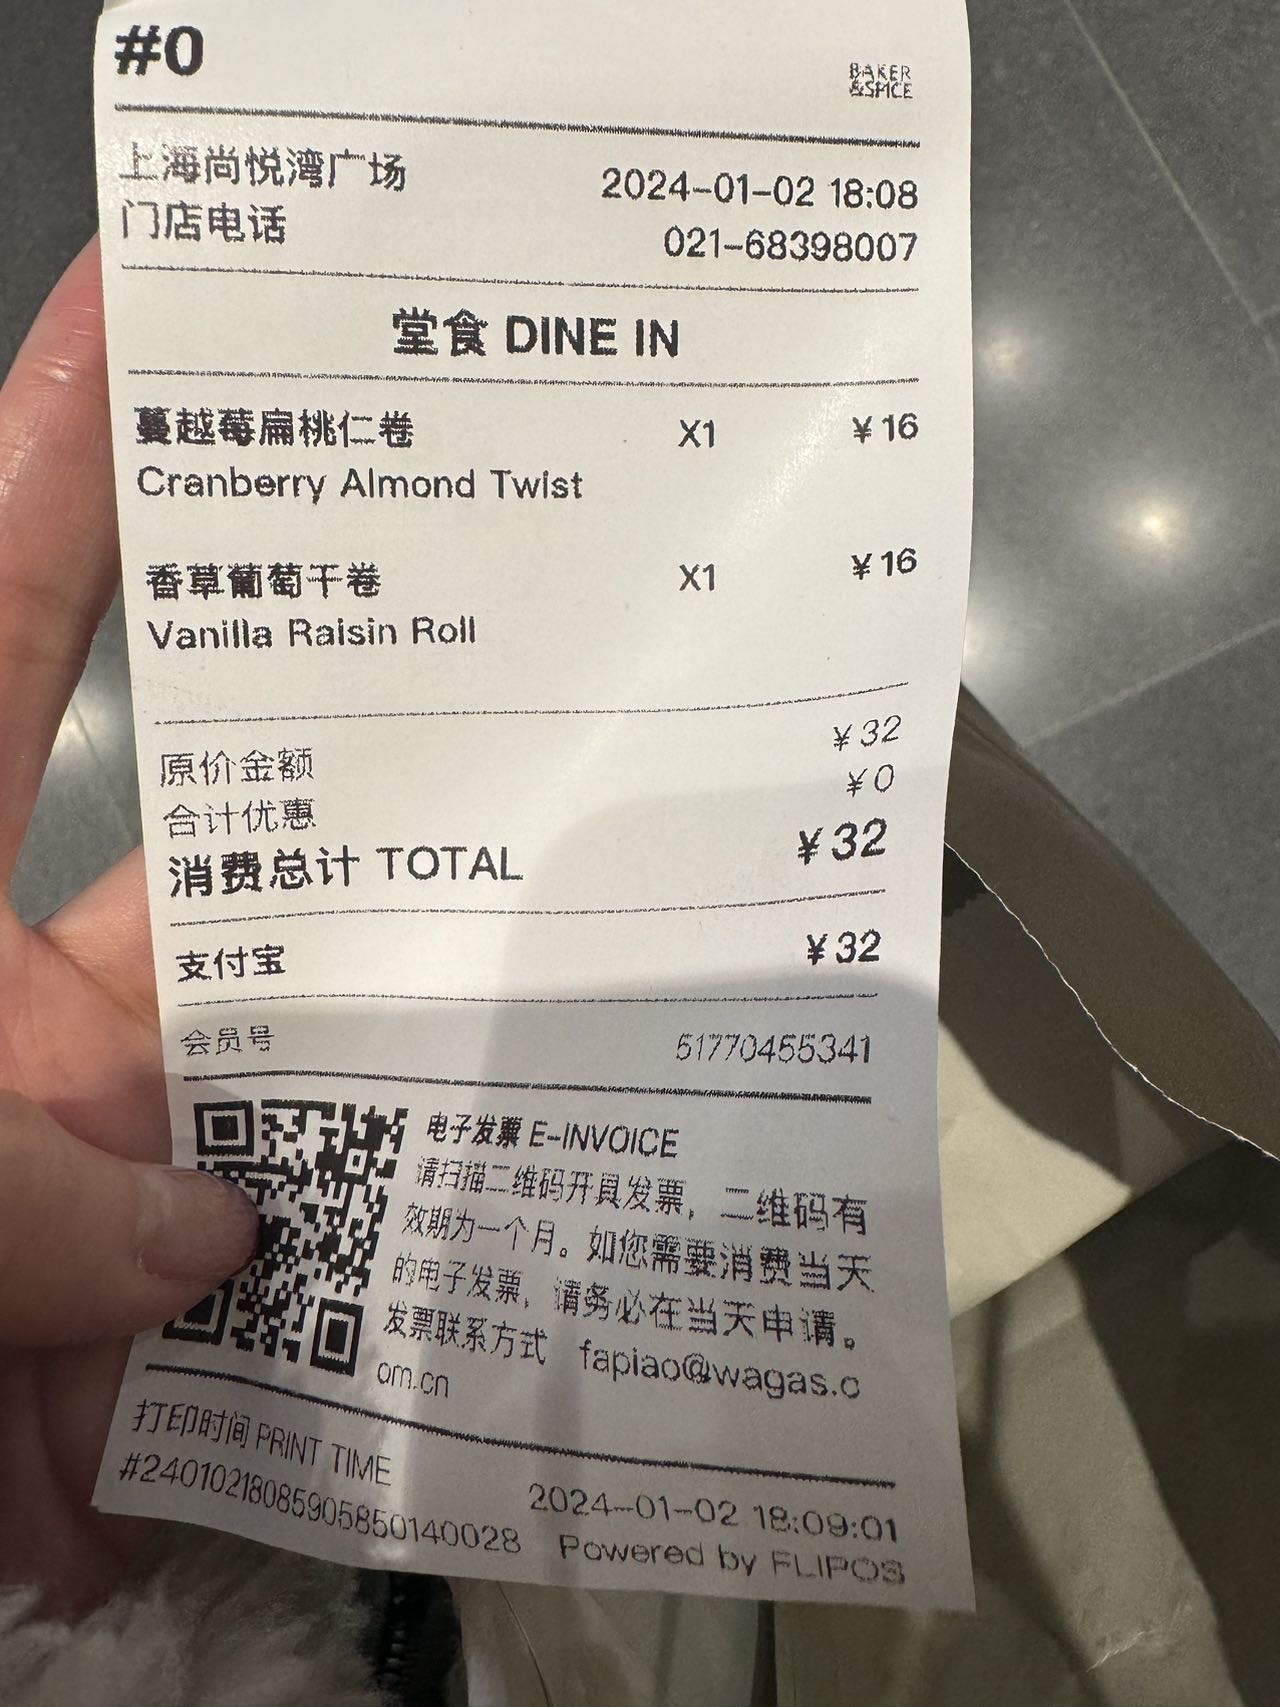 #0
BAKER
&SPICE
上海尚悦湾广场 2024-01-02 18:08
门店电话 021-68398007
堂食 DINE IN
蔓越莓扁桃仁卷 X1 ¥16
Cranberry Almond Twist
香草葡萄干卷 X1 ¥16
Vanilla Raisin Roll
原价金额 ¥32
合计优惠 ¥0
消费总计 TOTAL ¥32
支付宝 ¥32
会员号 51770455341
电子发票 E-INVOICE
请扫描二维码开具发票，二维码有
效期为一个月。如您需要消费当天
的电子发票，请务必在当天申请。
发票联系方式 fapiao@wagas.c
om.cn
打印时间 PRINT TIME 2024-01-02 18:09:01
#24010218085905850140028 Powered by FLIPOS